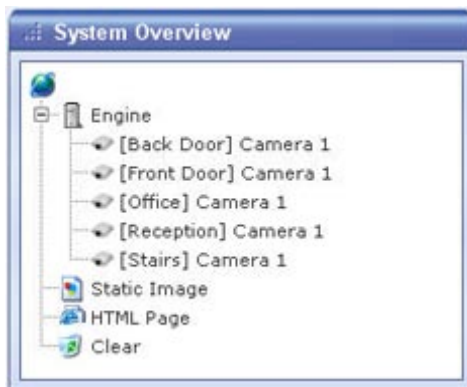 System Overview
Engine
[Back Door] Camera 1
[Front Door] Camera 1
[Office] Camera 1
[Reception] Camera 1
[Stairs] Camera 1
Static Image
HTML Page
Clear